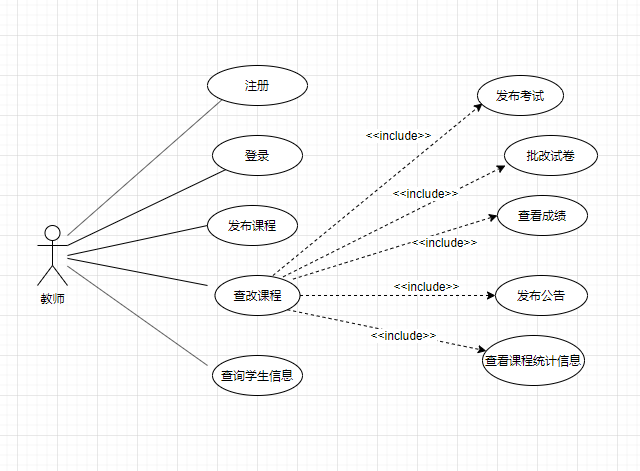 注册
发布考试
<<include>>
登录
批改试卷
<<include>>
发布课程
查看成绩
<<include>>
教师
查改课程
<<include>>
发布公告
<<include>>
查看课程统计信息
查询学生信息